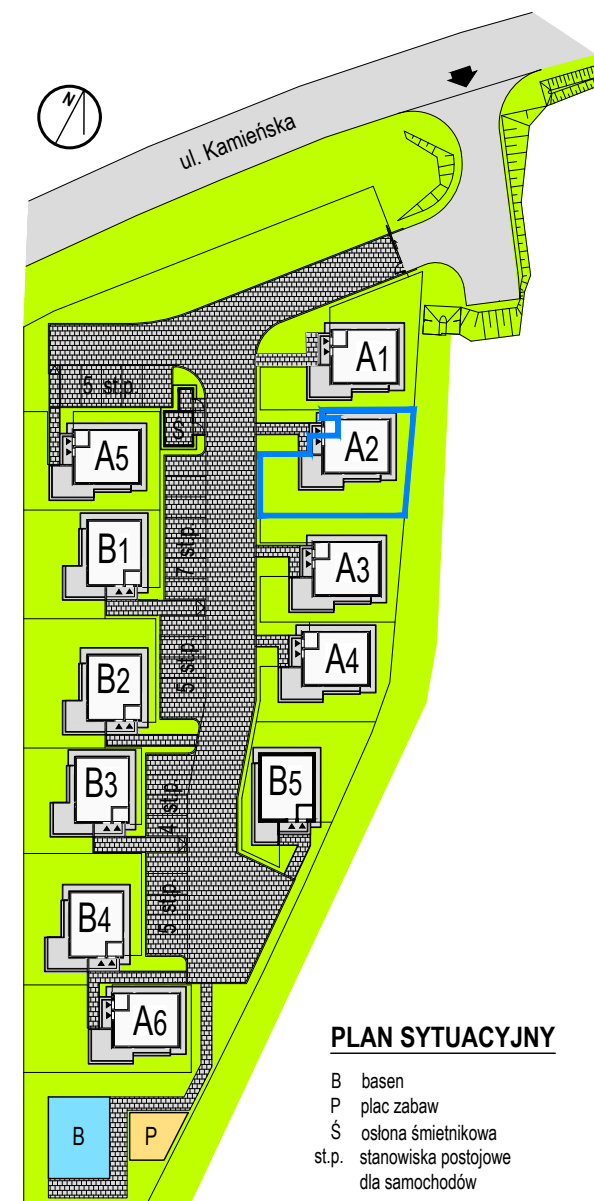 N
ul. Kamieńska
A1
5 st.p.
Ś
A2
A5
B1
7 st.p.
A3
A4
B2
5 st.p.
B3
B5
4 st.p.
B4
5 st.p.
A6
B
P
PLAN SYTUACYJNY
B basen
P plac zabaw
Ś osłona śmietnikowa
st.p. stanowiska postojowe
dla samochodów